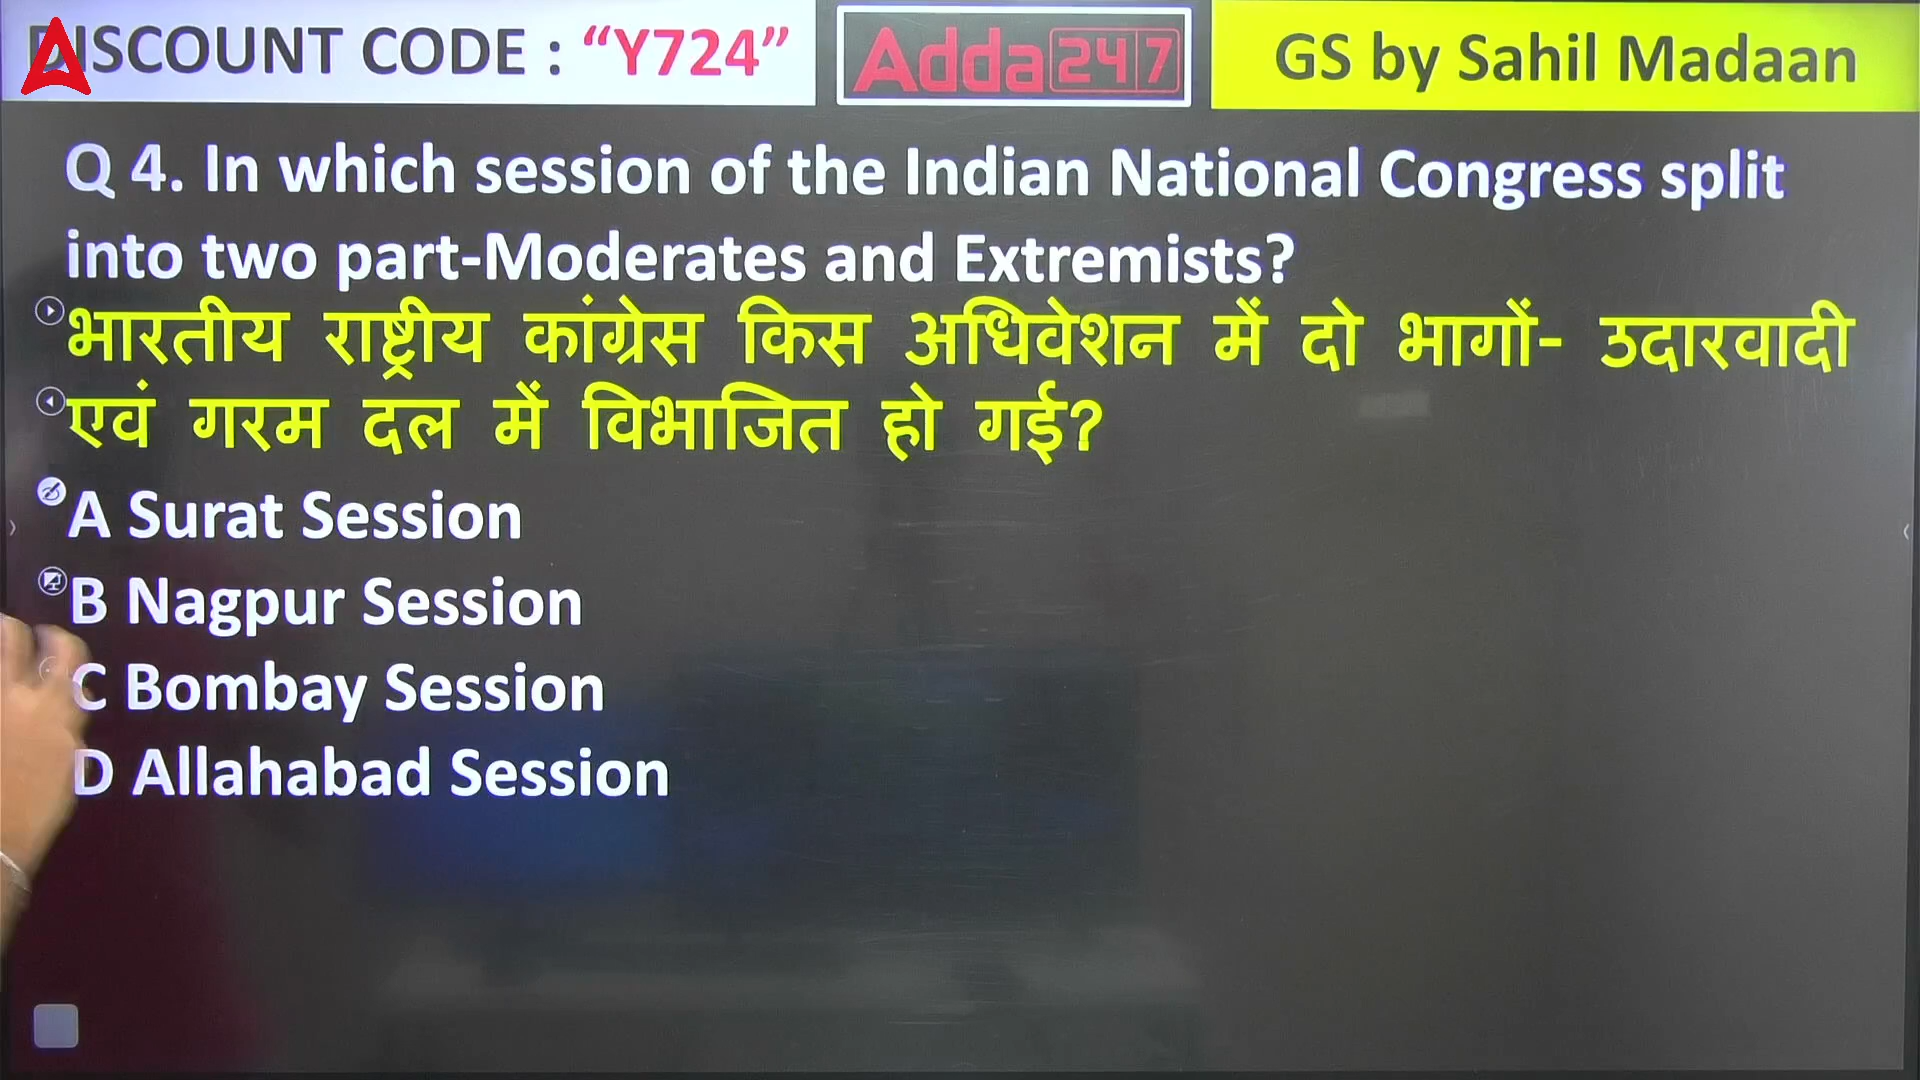 DISCOUNT CODE : “Y724”
Adda247
GS by Sahil Madaan
Q 4. In which session of the Indian National Congress split
into two part-Moderates and Extremists?
भारतीय राष्ट्रीय कांग्रेस किस अधिवेशन में दो भागों- उदारवादी
एवं गरम दल में विभाजित हो गई?
A Surat Session
B Nagpur Session
C Bombay Session
D Allahabad Session